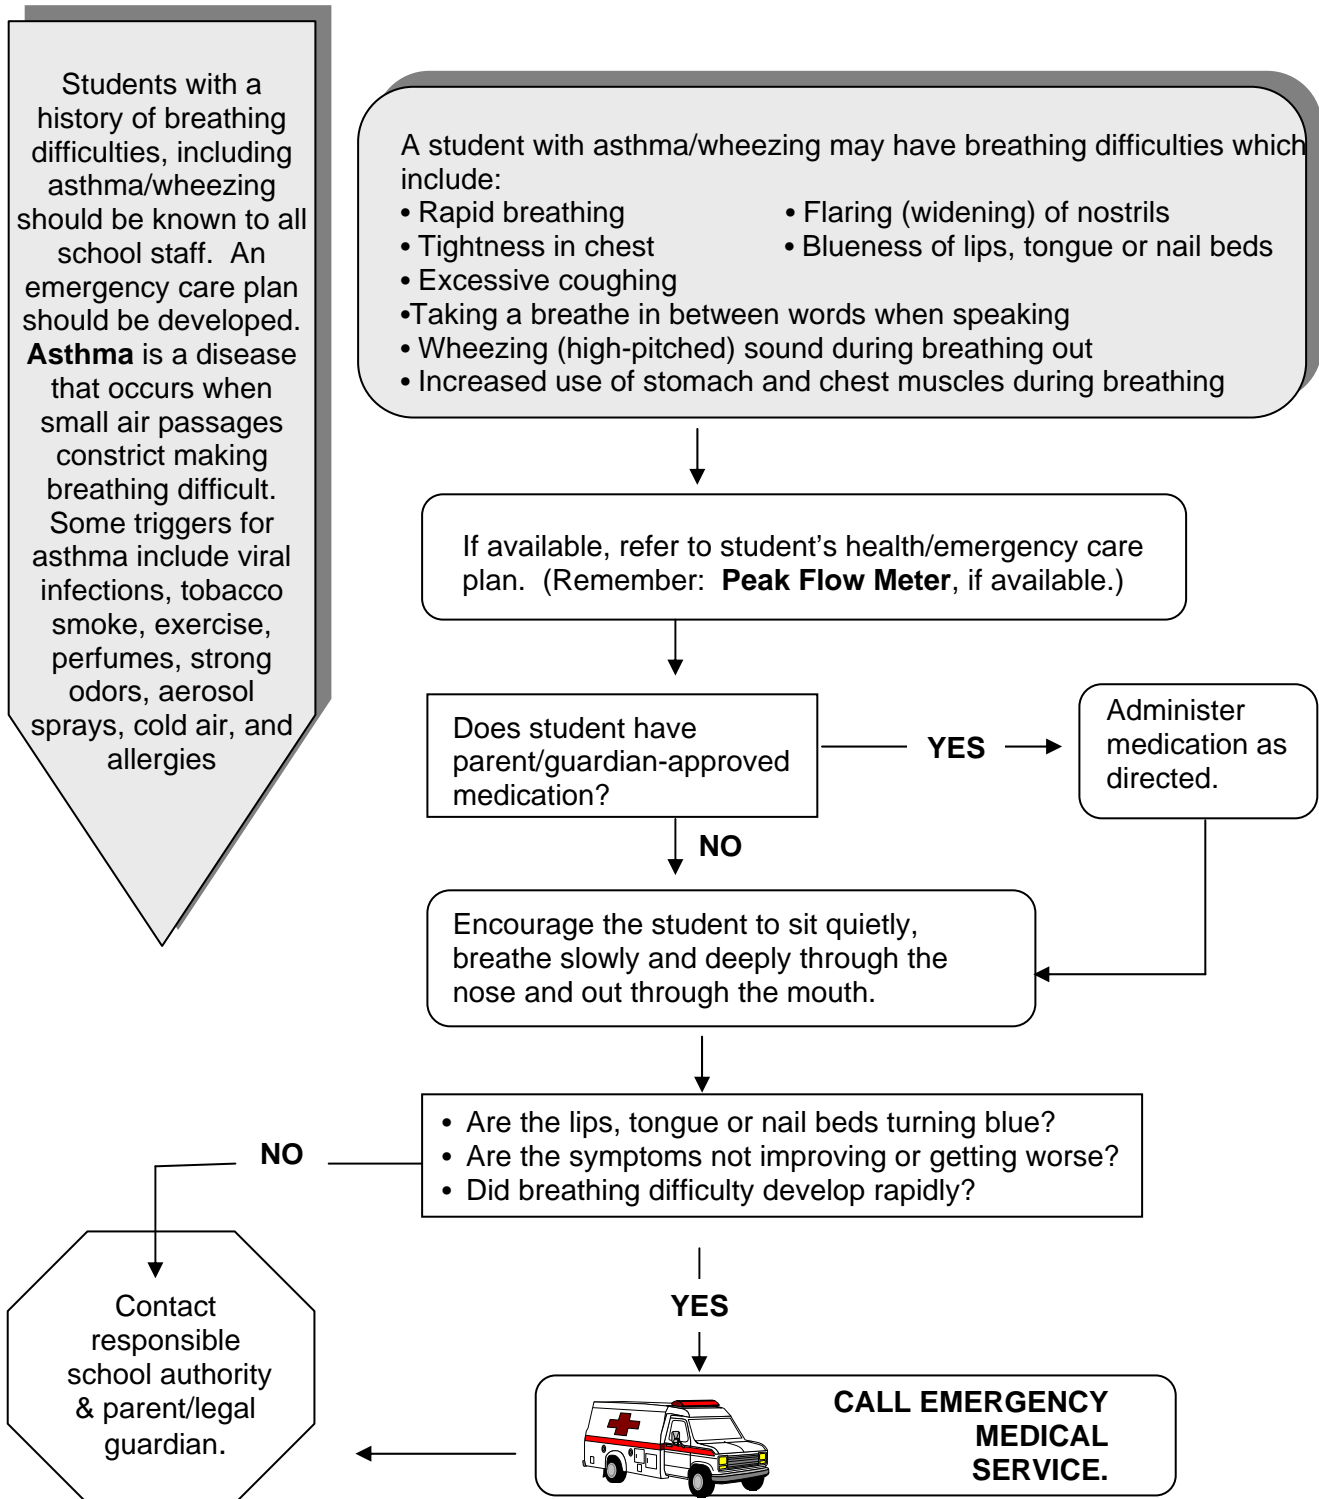 Students with a
history of breathing
difficulties, including
asthma/wheezing
should be known to all
school staff.  An
emergency care plan
should be developed.
Asthma is a disease
that occurs when
small air passages
constrict making
breathing difficult.
Some triggers for
asthma include viral
infections, tobacco
smoke, exercise,
perfumes, strong
odors, aerosol
sprays, cold air, and
allergies
A student with asthma/wheezing may have breathing difficulties which
include:
• Rapid breathing • Flaring (widening) of nostrils
• Tightness in chest • Blueness of lips, tongue or nail beds
• Excessive coughing
•Taking a breathe in between words when speaking
• Wheezing (high-pitched) sound during breathing out
• Increased use of stomach and chest muscles during breathing
If available, refer to student’s health/emergency care
plan.  (Remember:  Peak Flow Meter, if available.)
Does student have
parent/guardian-approved
medication?
YES
Administer
medication as
directed.
NO
Encourage the student to sit quietly,
breathe slowly and deeply through the
nose and out through the mouth.
• Are the lips, tongue or nail beds turning blue?
• Are the symptoms not improving or getting worse?
• Did breathing difficulty develop rapidly?
NO
YES
Contact
responsible
school authority
& parent/legal
guardian.
CALL EMERGENCY
MEDICAL
SERVICE.